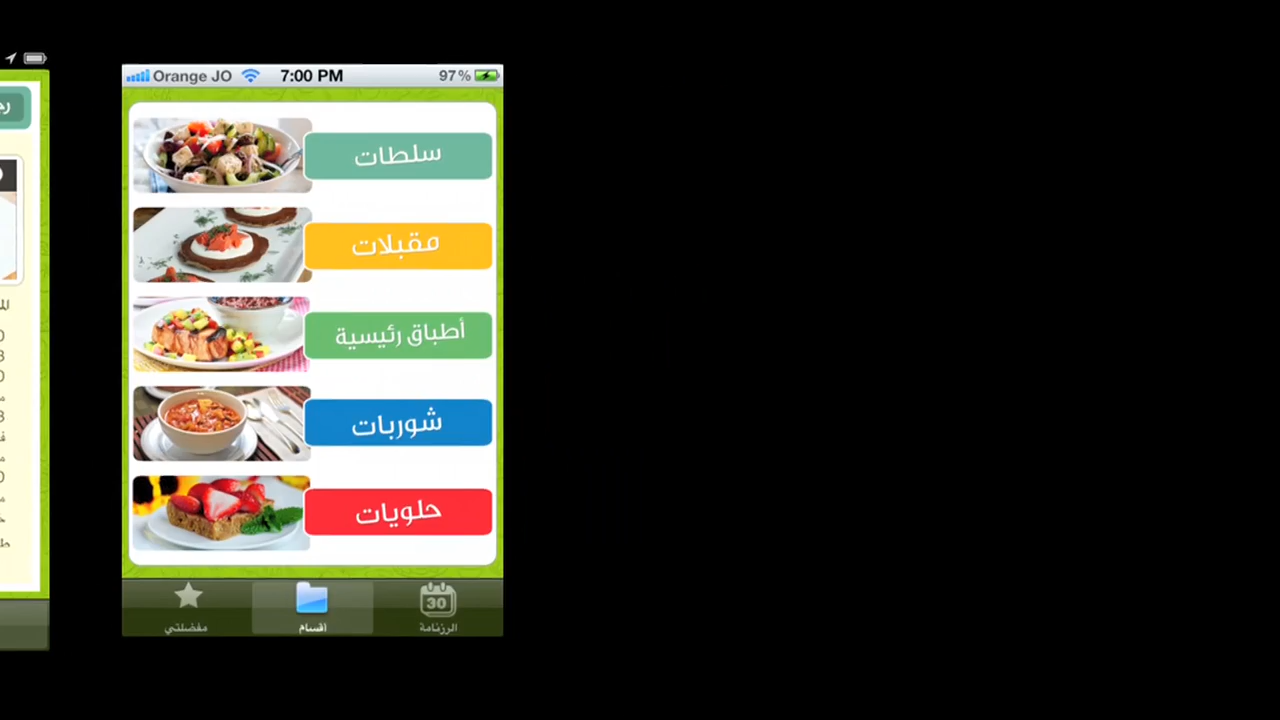 Orange JO 7:00 PM 97%
سلطات
مقبلات
أطباق رئيسية
شوربات
حلويات
مفضلتي أقسام 30 الرزنامة